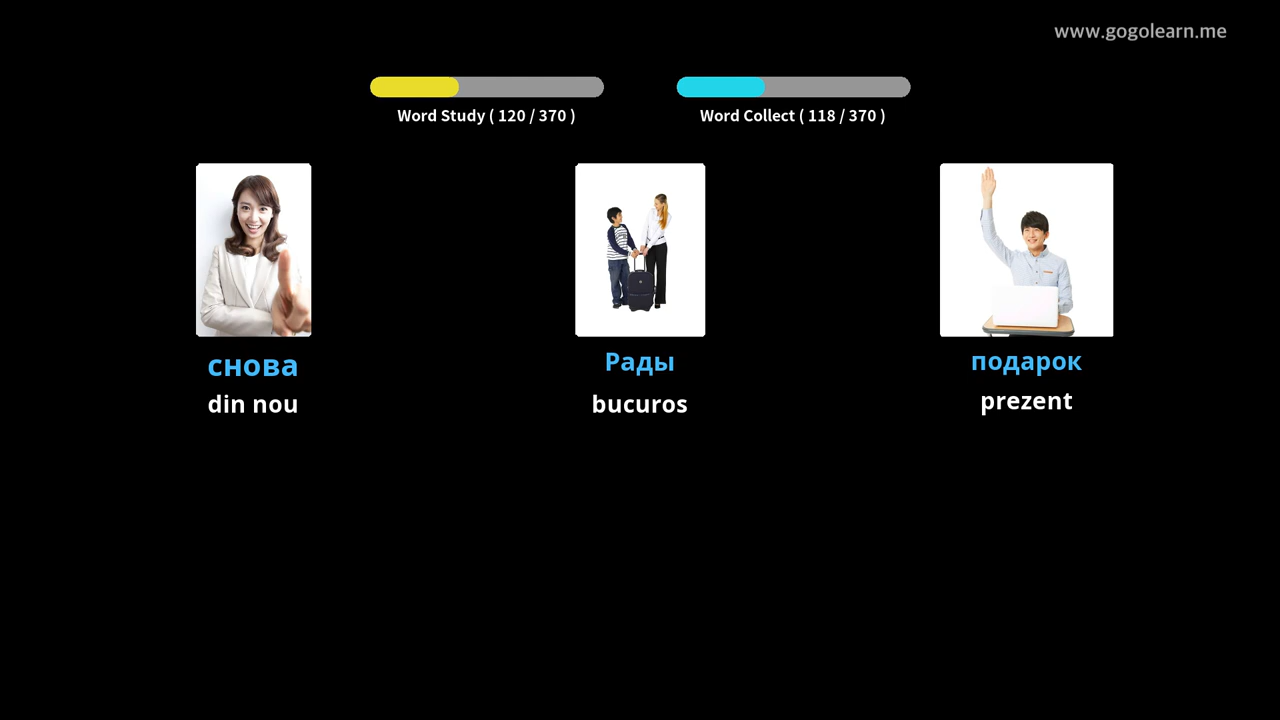 www.gogolearn.me
Word Study ( 120 / 370 )
Word Collect ( 118 / 370 )
снова
Рады
подарок
din nou
bucuros
prezent